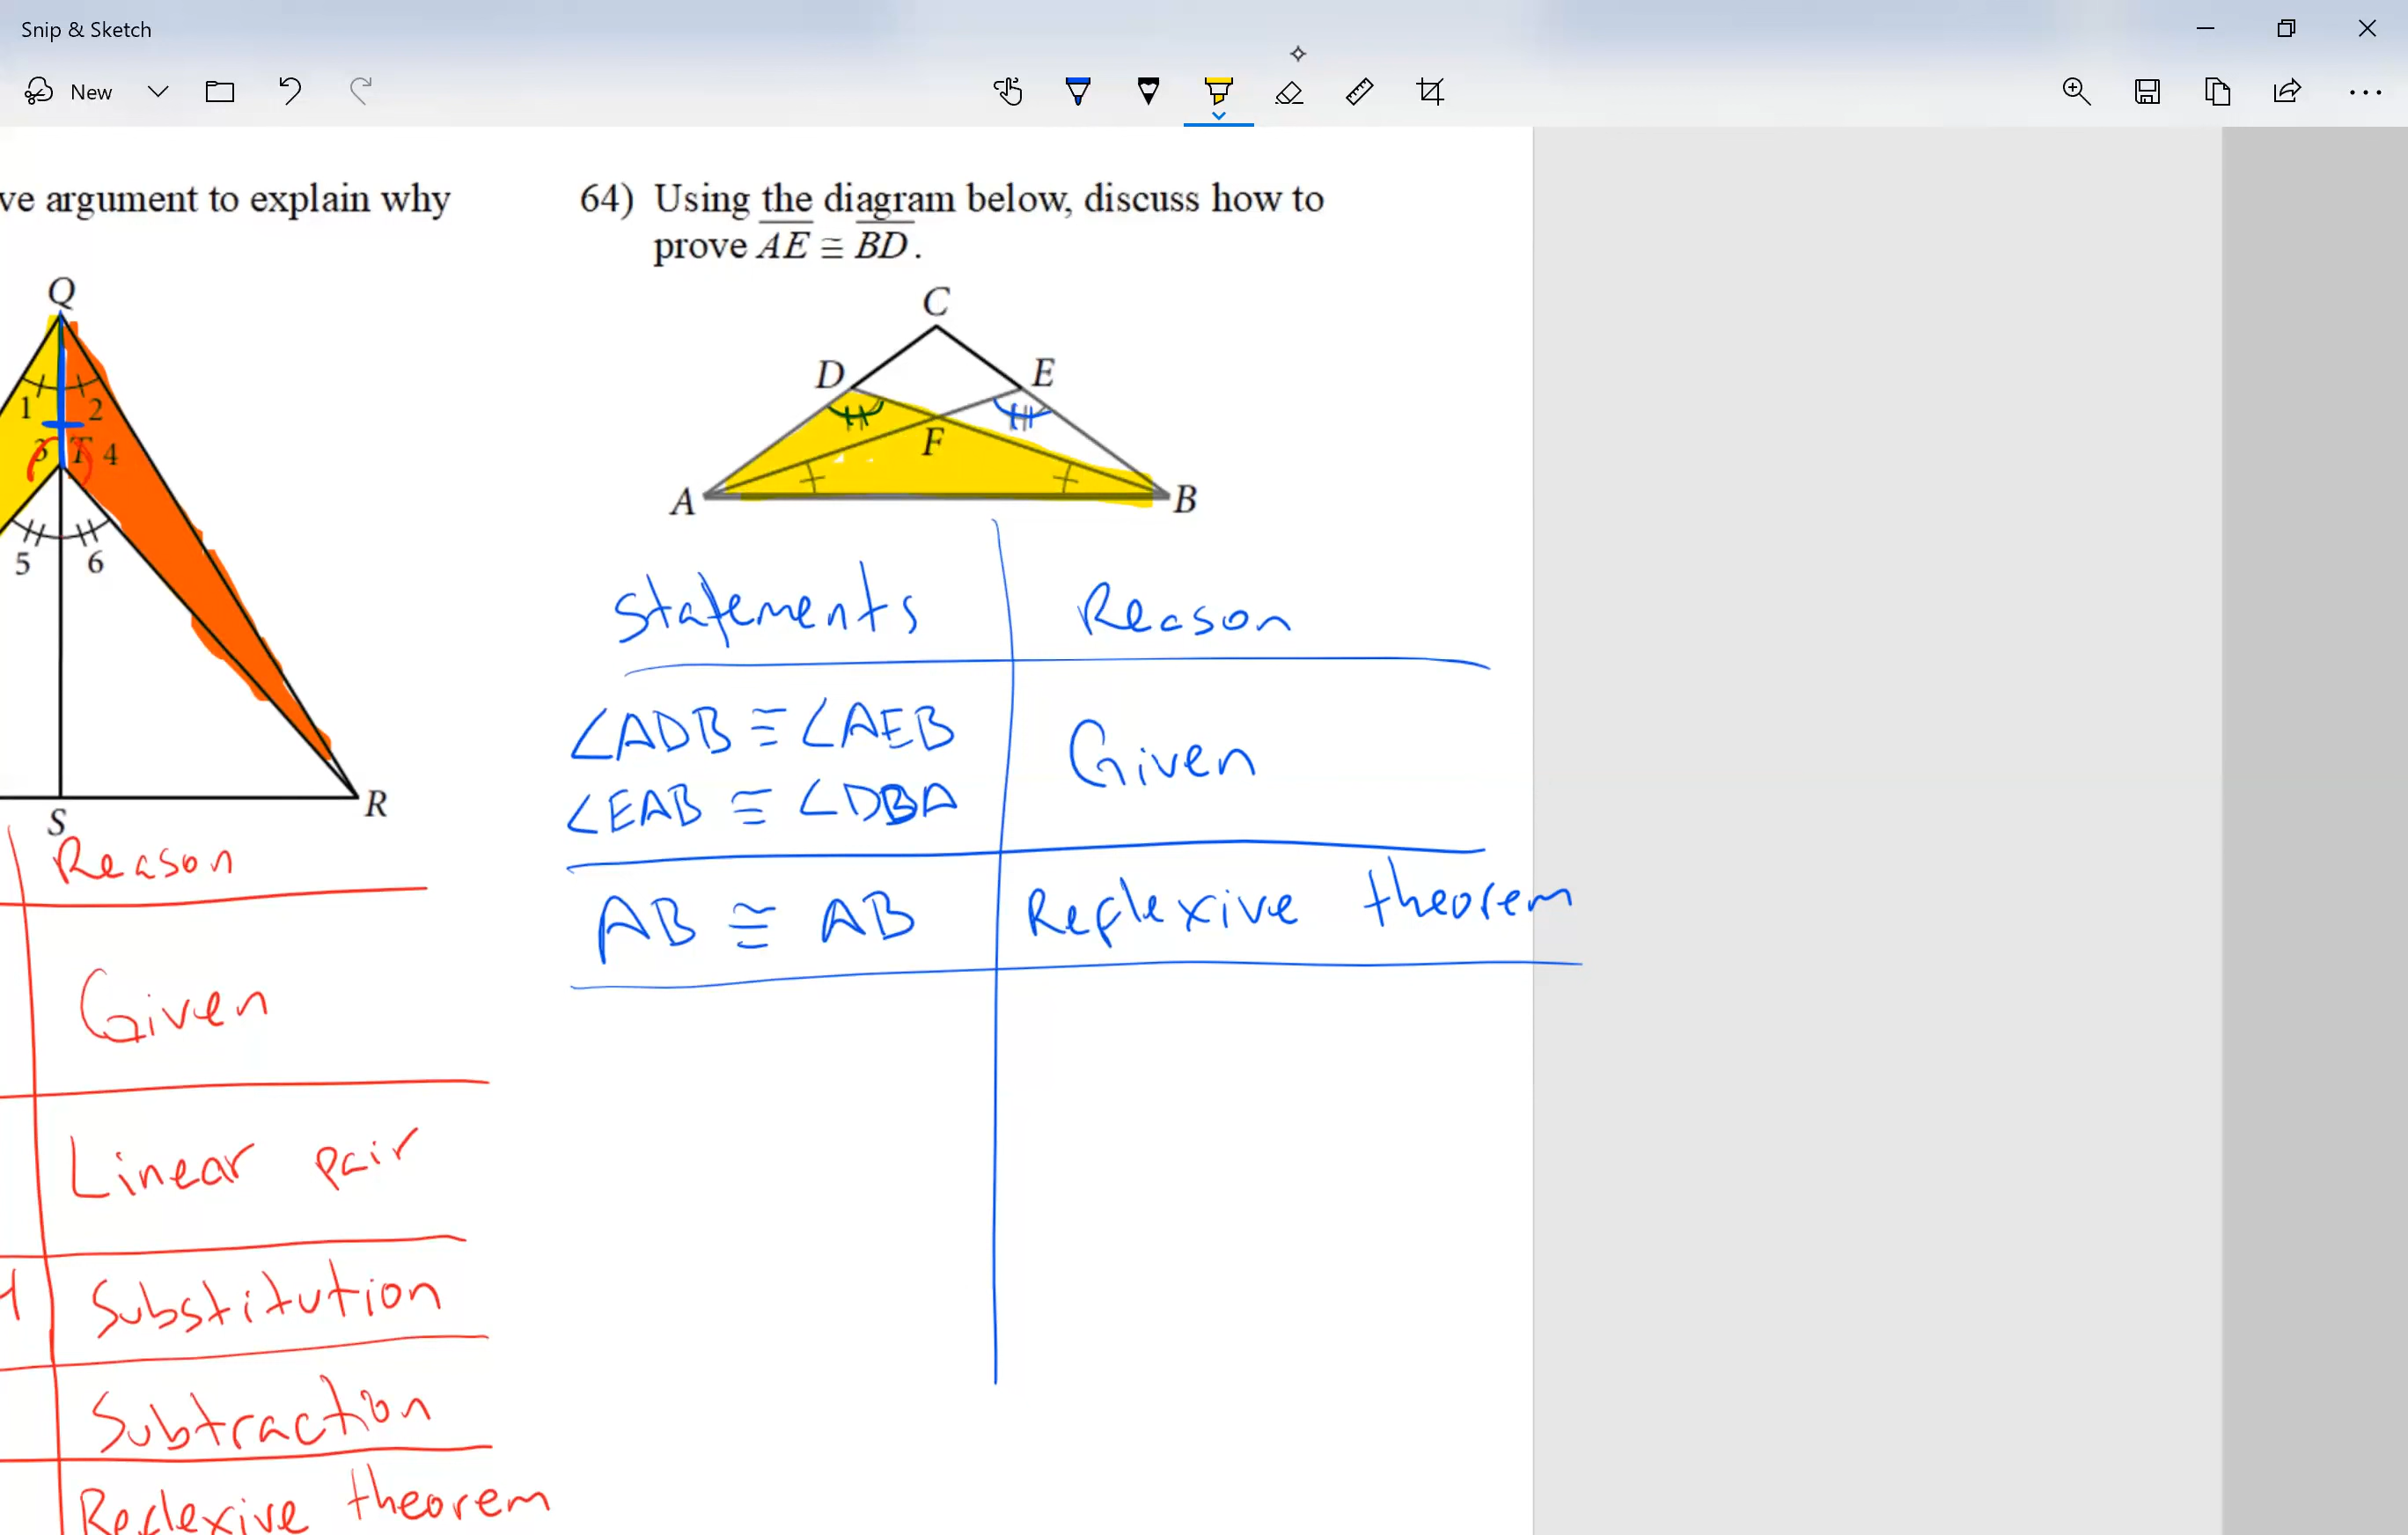 Snip & Sketch
New
ve argument to explain why
Q
1 2
3 T 4
5 6
S R
Reason
Given
Linear pair
4 Substitution
Subtraction
Reflexive theorem
64) Using the diagram below, discuss how to
prove AE ≅ BD.
C
D E
F
A B
Statements Reason
∠ADB ≅ ∠AEB
∠EAB ≅ ∠DBA
Given
AB ≅ AB Reflexive theorem